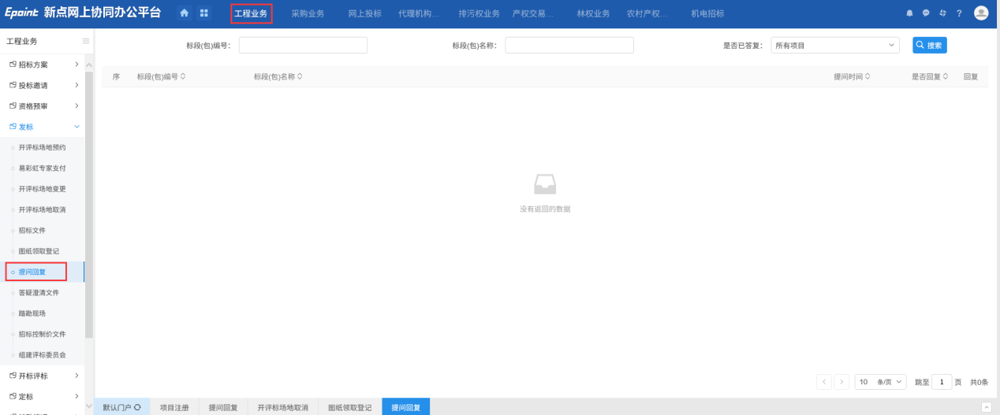 Epoint 新点网上协同办公平台 工程业务 采购业务 网上投标 代理机构... 排污权业务 产权交易... 林权业务 农村产权... 机电招标 ?
工程业务
标段(包)编号: 标段(包)名称: 是否已答复: 所有项目 搜索
招标方案
投标邀请
资格预审
发标
开评标场地预约
易彩虹专家支付
开评标场地变更
开评标场地取消
招标文件
图纸领取登记
提问回复
答疑澄清文件
踏勘现场
招标控制价文件
组建评标委员会
开标评标
定标
序 标段(包)编号 标段(包)名称 提问时间 是否回复 回复
没有返回的数据
10 条/页 跳至 1 页 共0条
默认门户 项目注册 提问回复 开评标场地取消 图纸领取登记 提问回复